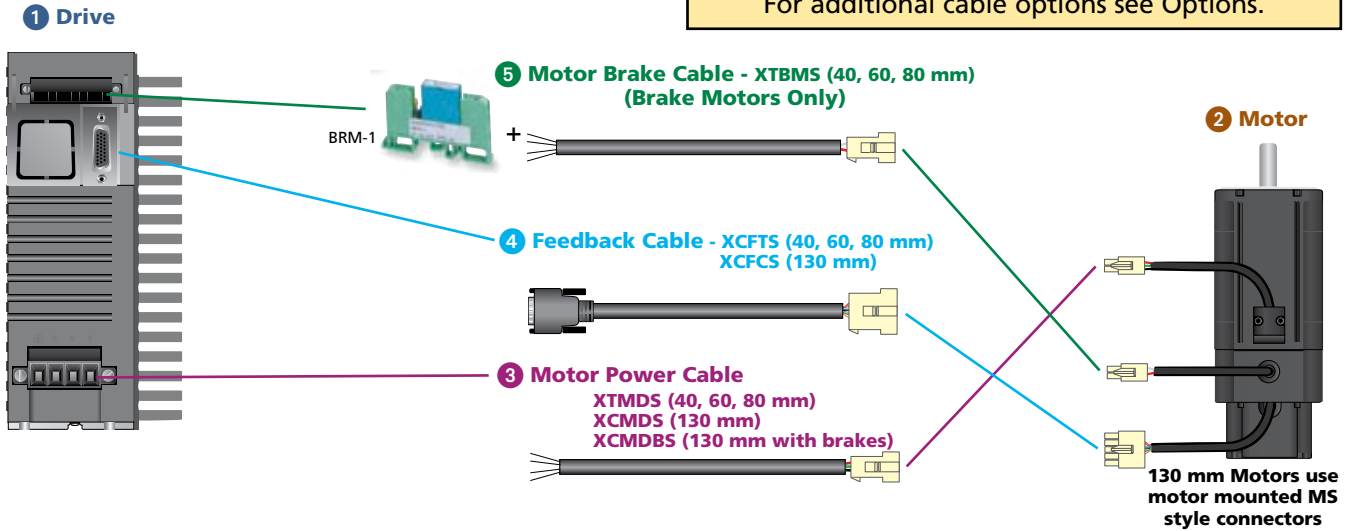 For additional cable options see Options.
1 Drive
5 Motor Brake Cable - XTBMS (40, 60, 80 mm)
(Brake Motors Only)
BRM-1
+
2 Motor
4 Feedback Cable - XCFTS (40, 60, 80 mm)
XCFCS (130 mm)
3 Motor Power Cable
XTMDS (40, 60, 80 mm)
XCMDS (130 mm)
XCMDBS (130 mm with brakes)
130 mm Motors use
motor mounted MS
style connectors